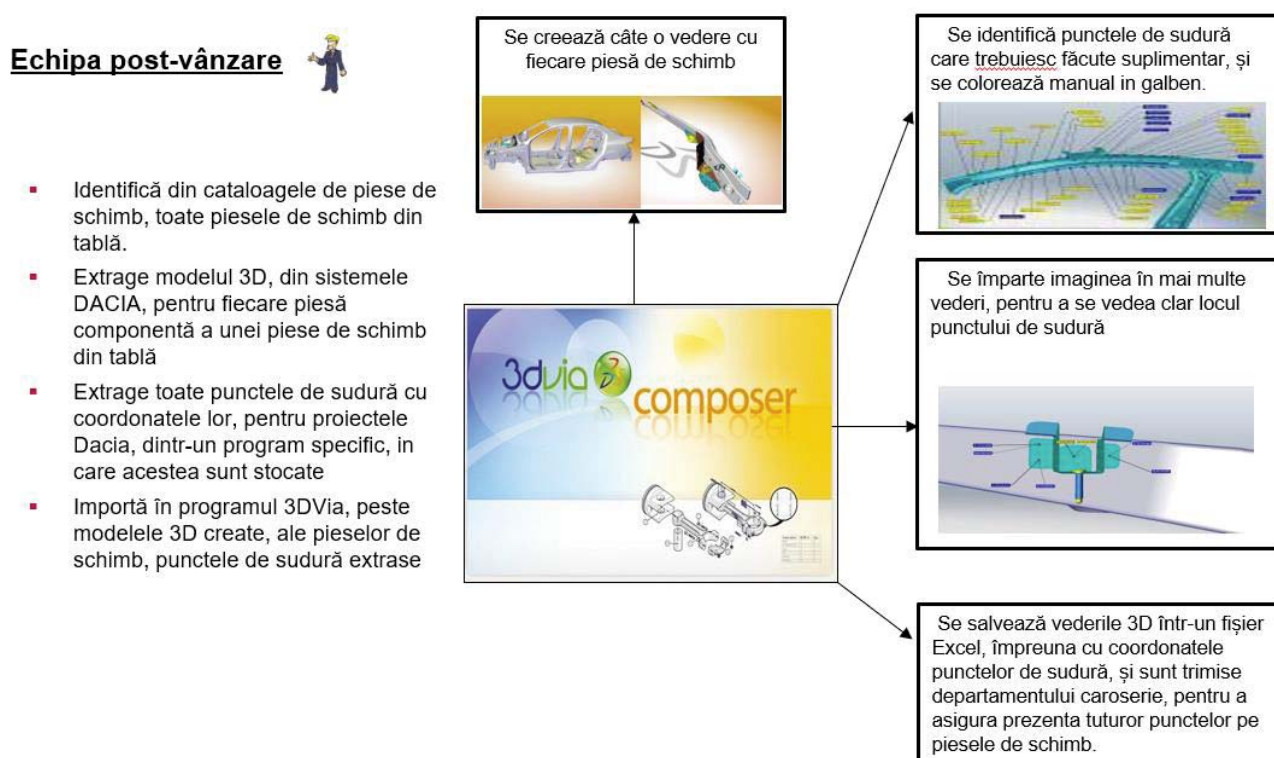 Echipa post-vânzare
▪ Identifică din cataloagele de piese de
schimb, toate piesele de schimb din
tablă.
▪ Extrage modelul 3D, din sistemele
DACIA, pentru fiecare piesă
componentă a unei piese de schimb
din tablă
▪ Extrage toate punctele de sudură cu
coordonatele lor, pentru proiectele
Dacia, dintr-un program specific, in
care acestea sunt stocate
▪ Importă în programul 3DVia, peste
modelele 3D create, ale pieselor de
schimb, punctele de sudură extrase
Se creează câte o vedere cu
fiecare piesă de schimb
3dvia
composer
Se identifică punctele de sudură
care trebuiesc făcute suplimentar, și
se colorează manual in galben.
Se împarte imaginea în mai multe
vederi, pentru a se vedea clar locul
punctului de sudură
Se salvează vederile 3D într-un fișier
Excel, împreuna cu coordonatele
punctelor de sudură, și sunt trimise
departamentului caroserie, pentru a
asigura prezenta tuturor punctelor pe
piesele de schimb.